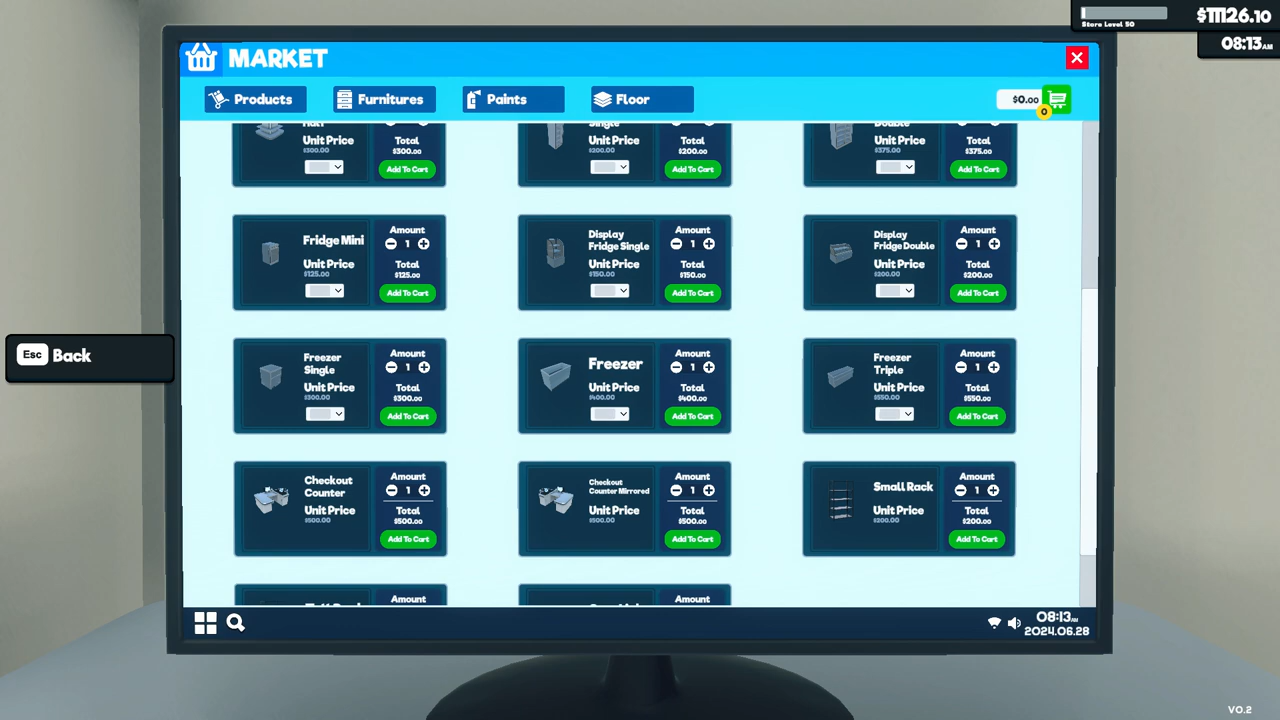 $11126.10
Store Level 50
08:13AM
MARKET
Products
Furnitures
Paints
Floor
$0.00
0
Unit Price
$300.00
Total
$300.00
Add To Cart
Single
Unit Price
$200.00
Total
$200.00
Add To Cart
Double
Unit Price
$375.00
Total
$375.00
Add To Cart
Fridge Mini
Unit Price
$125.00
Amount
1
Total
$125.00
Add To Cart
Display
Fridge Single
Unit Price
$150.00
Amount
1
Total
$150.00
Add To Cart
Display
Fridge Double
Unit Price
$200.00
Amount
1
Total
$200.00
Add To Cart
Esc Back
Freezer
Single
Unit Price
$300.00
Amount
1
Total
$300.00
Add To Cart
Freezer
Unit Price
$400.00
Amount
1
Total
$400.00
Add To Cart
Freezer
Triple
Unit Price
$550.00
Amount
1
Total
$550.00
Add To Cart
Checkout
Counter
Unit Price
$500.00
Amount
1
Total
$500.00
Add To Cart
Checkout
Counter Mirrored
Unit Price
$500.00
Amount
1
Total
$500.00
Add To Cart
Small Rack
Unit Price
$200.00
Amount
1
Total
$200.00
Add To Cart
Amount
Amount
08:13AM
2024.06.28
V0.2